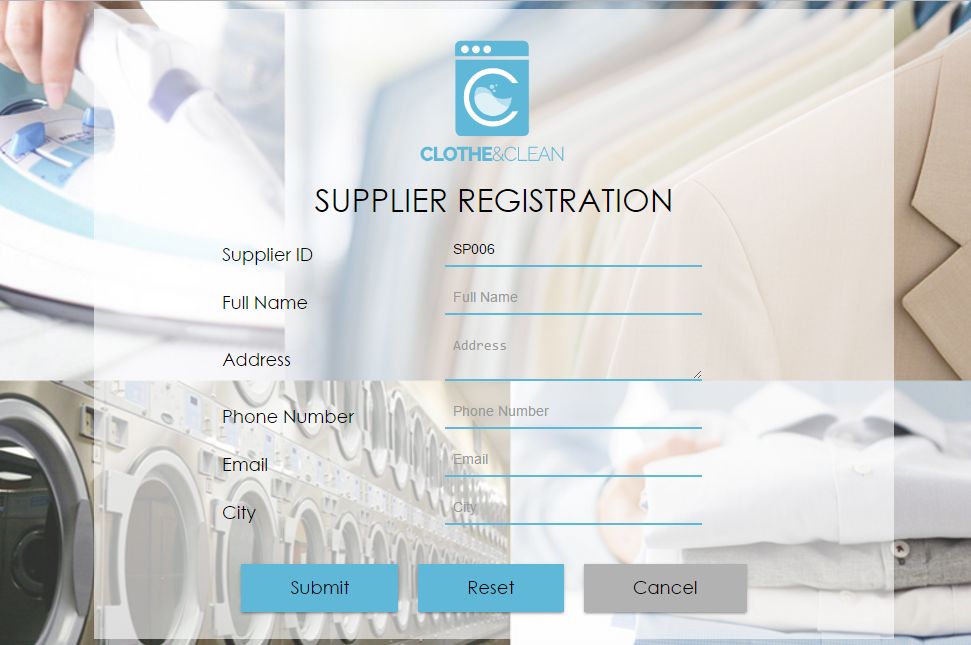 CLOTHE&CLEAN
SUPPLIER REGISTRATION
Supplier ID SP006
Full Name Full Name
Address Address
Phone Number Phone Number
Email Email
City City
Submit Reset Cancel